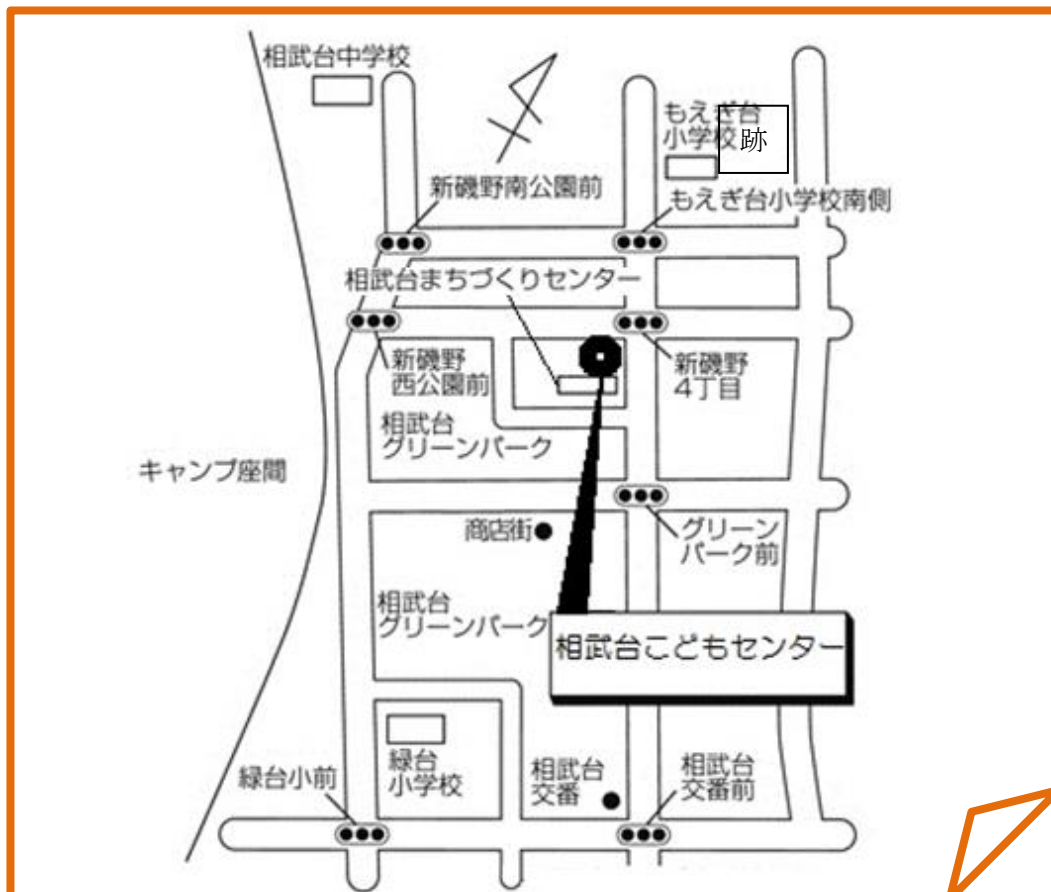 相武台中学校
もえぎ台
小学校
跡
新磯野南公園前
もえぎ台小学校南側
相武台まちづくりセンター
新磯野
西公園前
新磯野
4丁目
相武台
グリーンパーク
キャンプ座間
商店街
グリーン
パーク前
相武台
グリーンパーク
相武台こどもセンター
緑台
小学校
緑台小前
相武台
交番
相武台
交番前